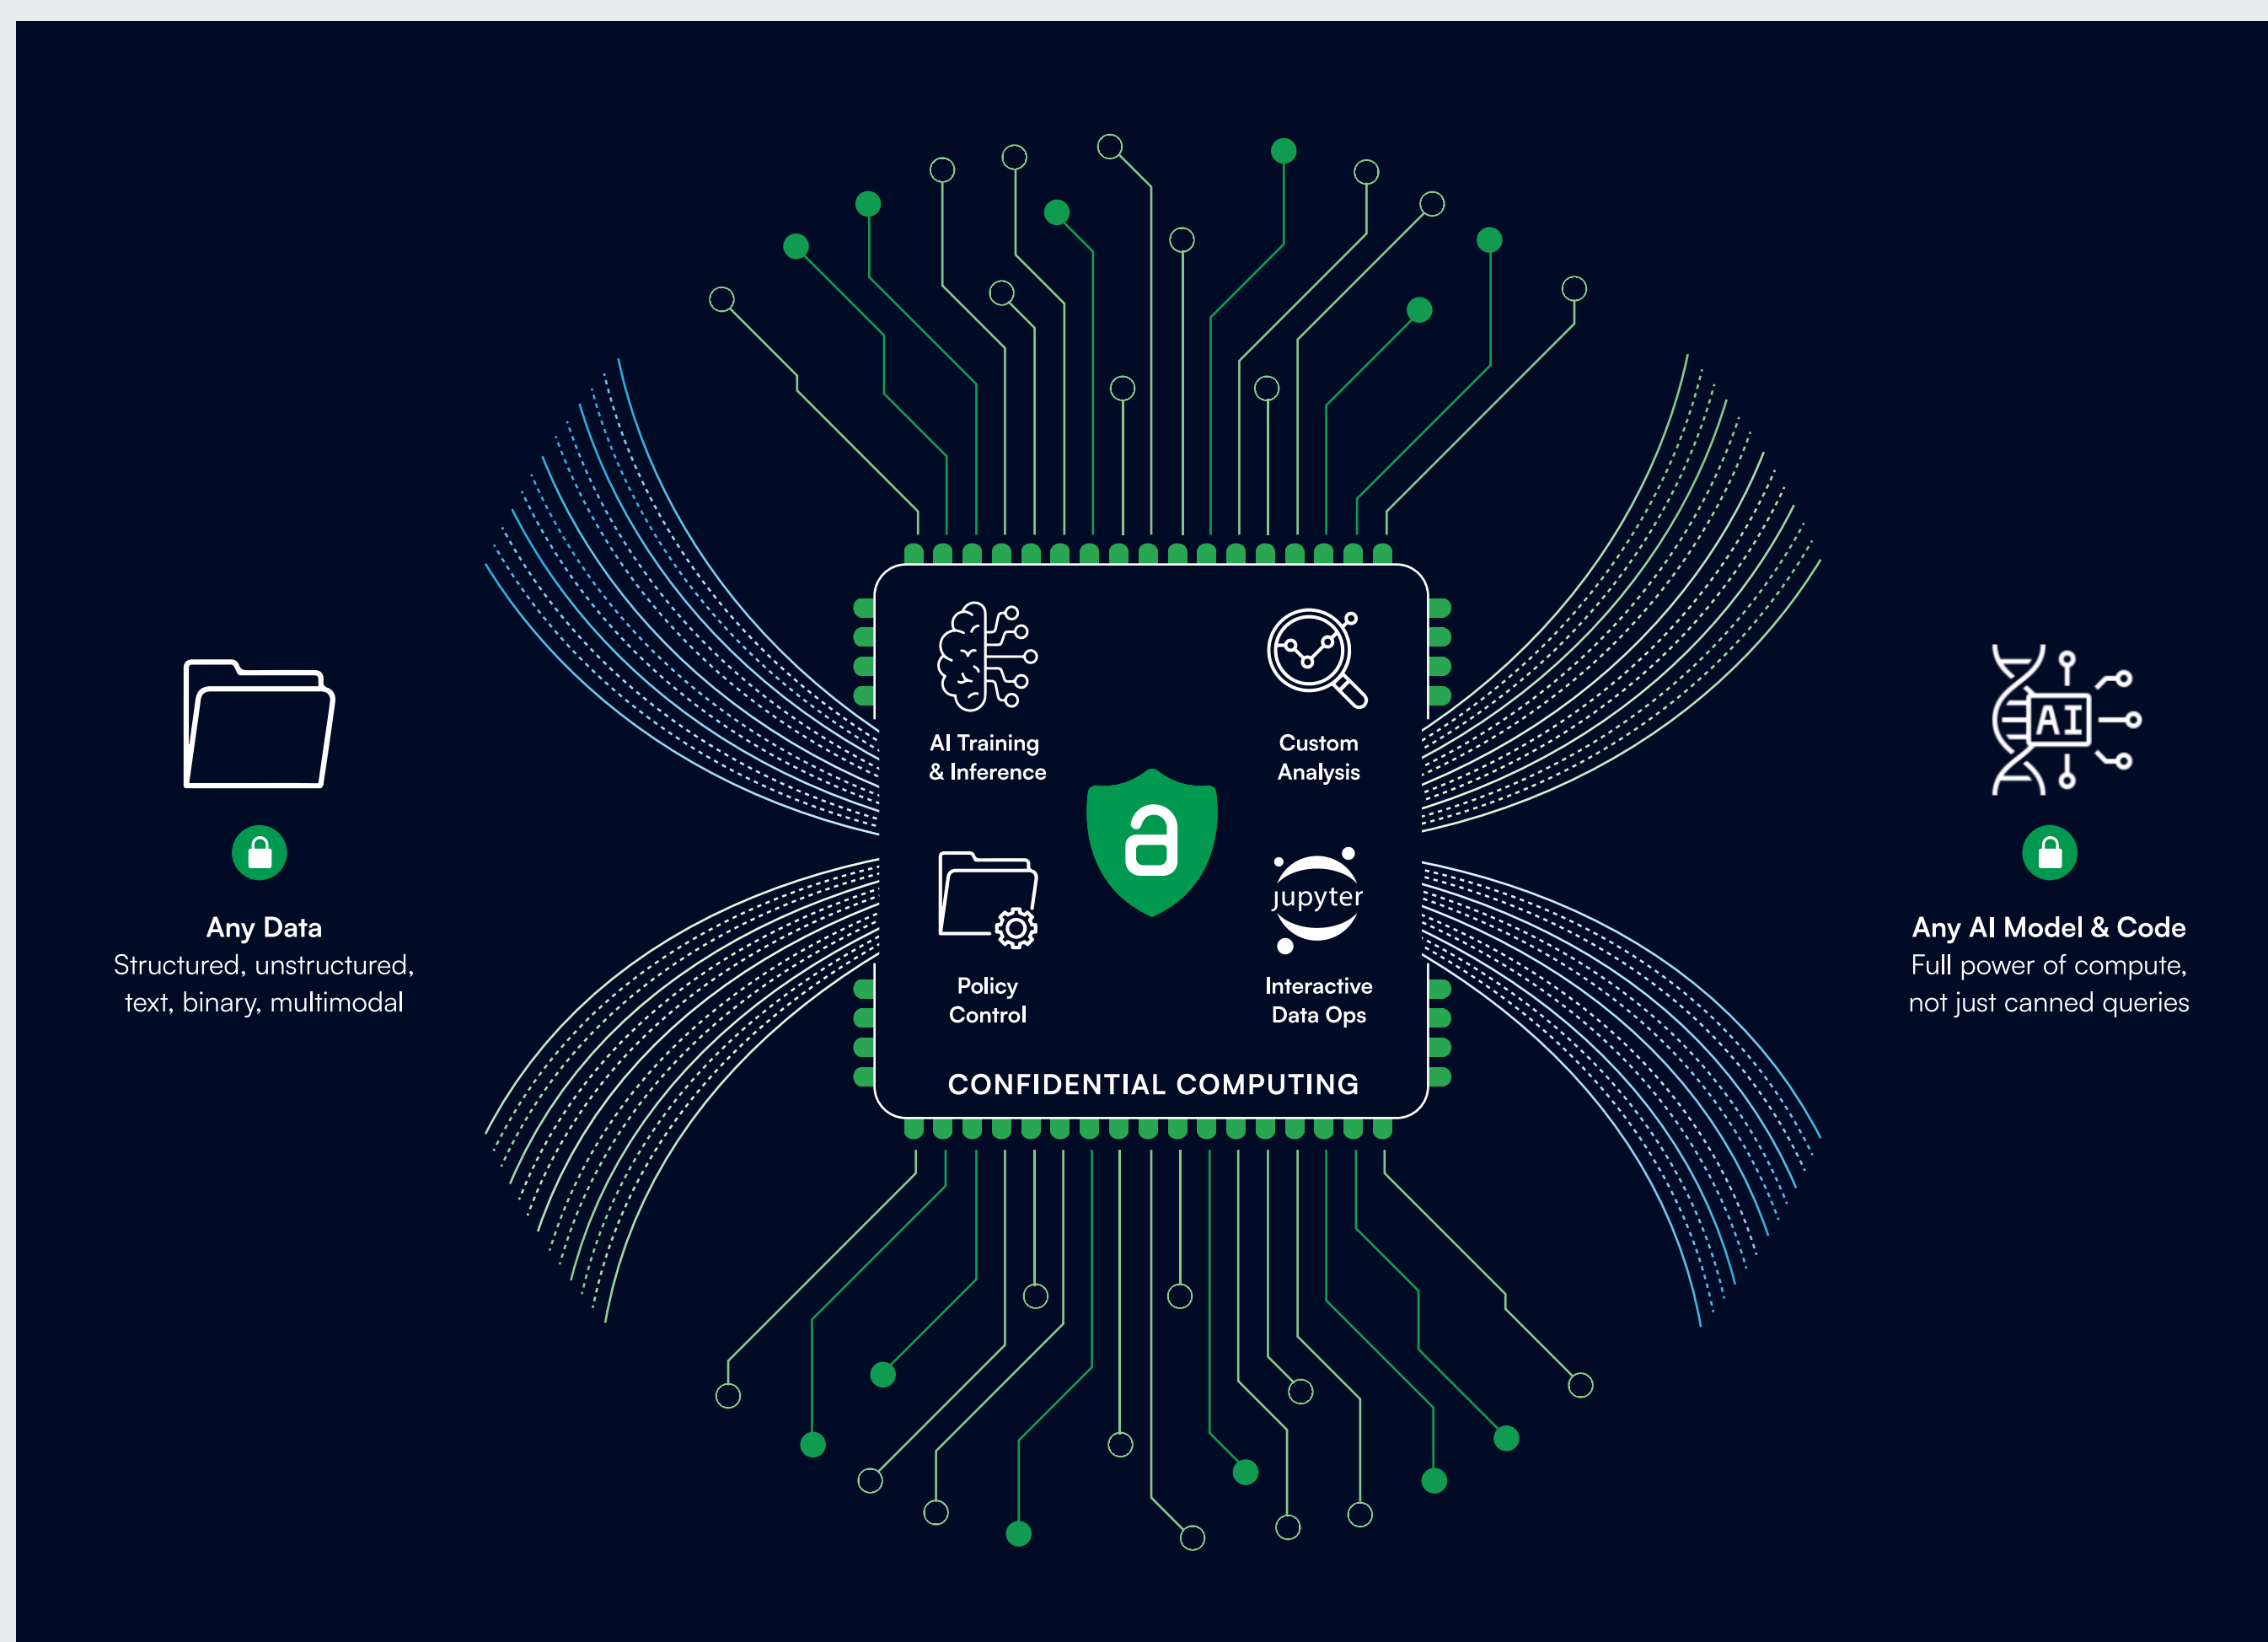 Any Data
Structured, unstructured,
text, binary, multimodal
AI Training
& Inference
Custom
Analysis
a
Policy
Control
jupyter
Interactive
Data Ops
CONFIDENTIAL COMPUTING
AI
Any AI Model & Code
Full power of compute,
not just canned queries